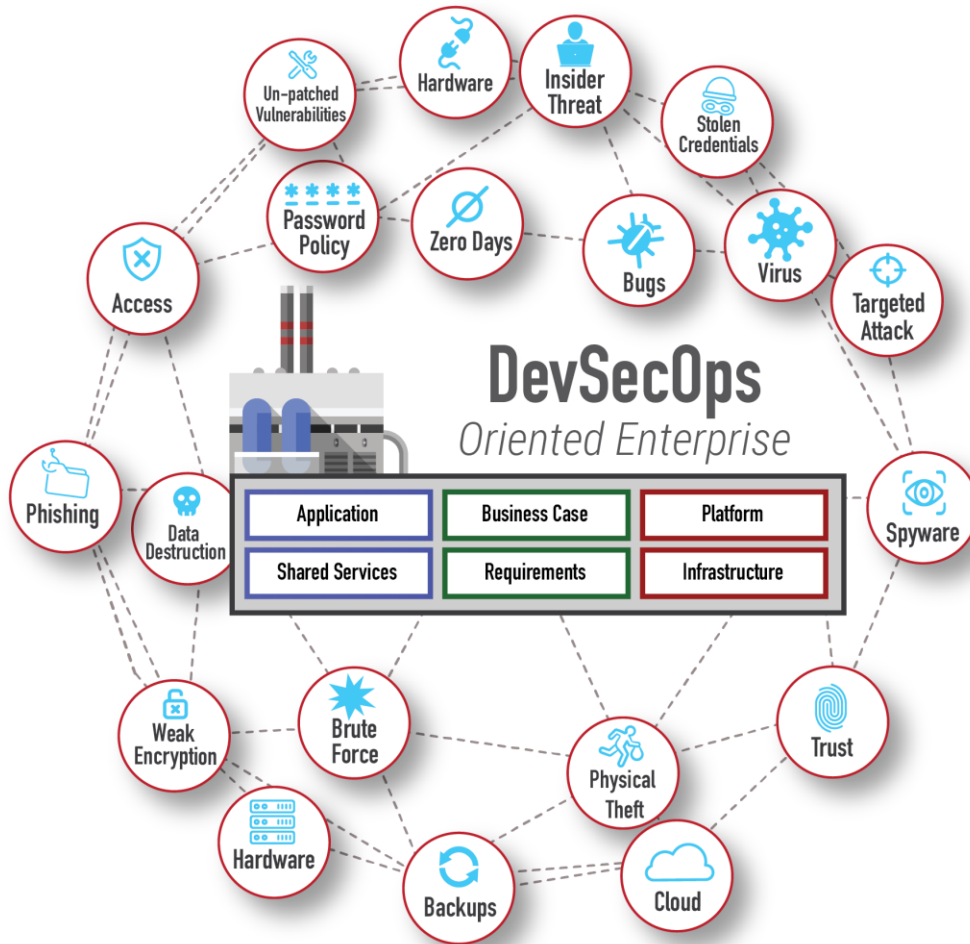 Hardware
Insider
Threat
Un-patched
Vulnerabilities
Stolen
Credentials
****
Password
Policy
Zero Days
Bugs
Virus
Access
Targeted
Attack
DevSecOps
Oriented Enterprise
Phishing
Data
Destruction
Application
Business Case
Platform
Spyware
Shared Services
Requirements
Infrastructure
Weak
Encryption
Brute
Force
Physical
Theft
Trust
Hardware
Backups
Cloud